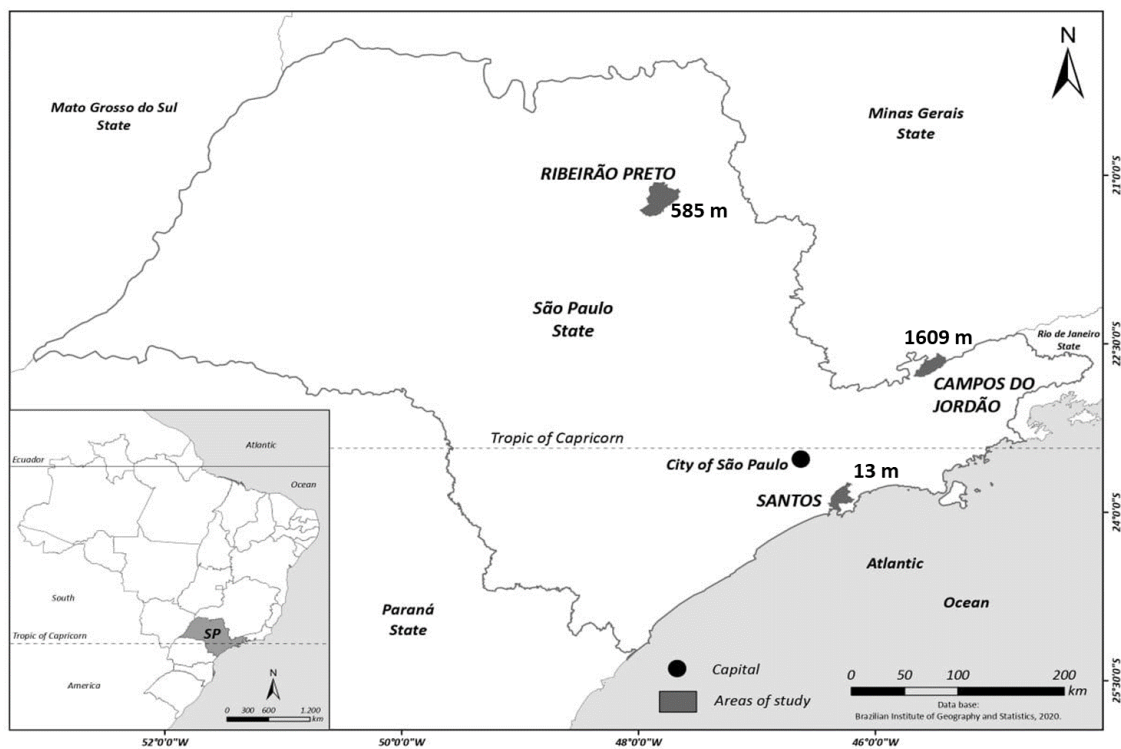 N
Mato Grosso do Sul
State
Minas Gerais
State
RIBEIRÃO PRETO
585 m
21°0'0"S
São Paulo
State
1609 m
Rio de Janeiro
State
22°30'0"S
CAMPOS DO
JORDÃO
Tropic of Capricorn
City of São Paulo
13 m
SANTOS
24°0'0"S
Atlantic
Ocean
Paraná
State
Capital
Areas of study
0 50 100 200
km
Data base:
Brazilian Institute of Geography and Statistics, 2020.
25°30'0"S
52°0'0"W 50°0'0"W 48°0'0"W 46°0'0"W
Atlantic
Ecuador
Ocean
South
SP
Tropic of Capricorn
America
N
0 300 600 1.200
km